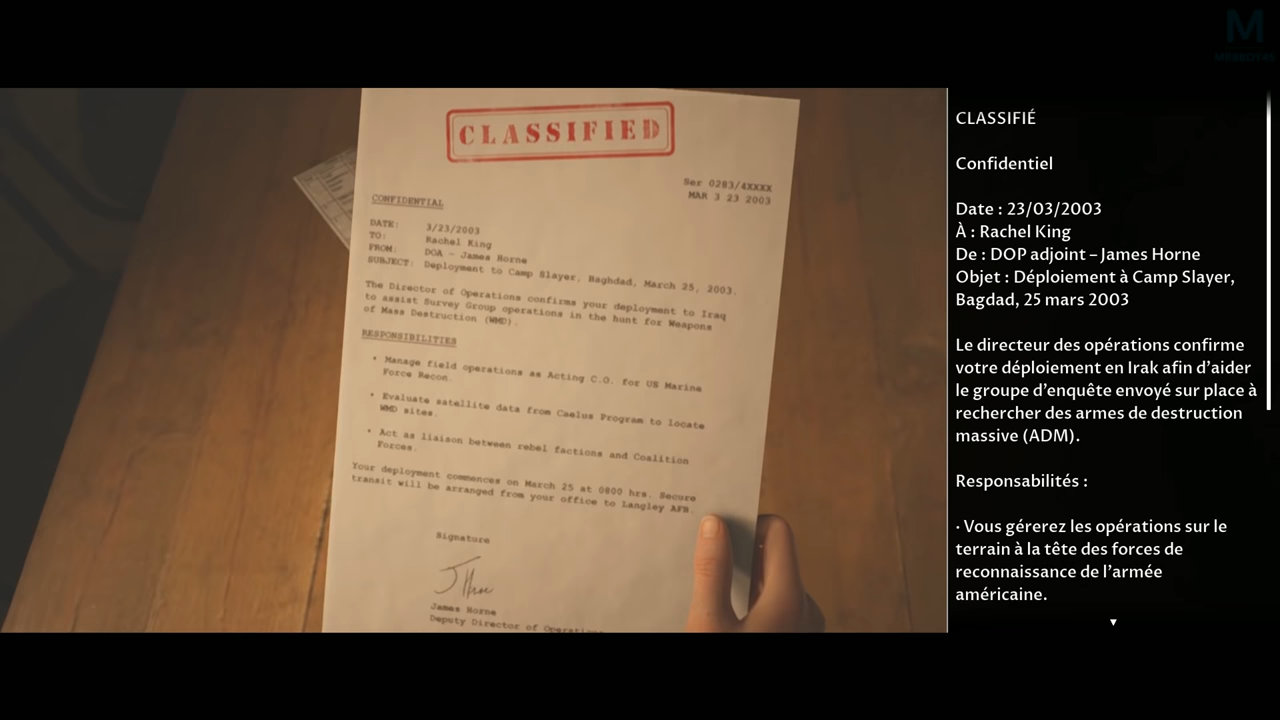 CLASSIFIED
Ser 0283/4XXXX
MAR 3 23 2003
CONFIDENTIAL
DATE: 3/23/2003
TO: Rachel King
FROM: DOA - James Horne
SUBJECT: Deployment to Camp Slayer, Baghdad, March 25, 2003.
The Director of Operations confirms your deployment to Iraq
to assist Survey Group operations in the hunt for Weapons
of Mass Destruction (WMD).
RESPONSIBILITIES
• Manage field operations as Acting C.O. for US Marine
Force Recon.
• Evaluate satellite data from Caelus Program to locate
WMD sites.
• Act as liaison between rebel factions and Coalition
Forces.
Your deployment commences on March 25 at 0800 hrs. Secure
transit will be arranged from your office to Langley AFB.
Signature
J Horne
James Horne
Deputy Director of Operations
CLASSIFIÉ
Confidentiel
Date : 23/03/2003
À : Rachel King
De : DOP adjoint – James Horne
Objet : Déploiement à Camp Slayer,
Bagdad, 25 mars 2003
Le directeur des opérations confirme
votre déploiement en Irak afin d’aider
le groupe d’enquête envoyé sur place à
rechercher des armes de destruction
massive (ADM).
Responsabilités :
· Vous gérerez les opérations sur le
terrain à la tête des forces de
reconnaissance de l’armée
américaine.
M